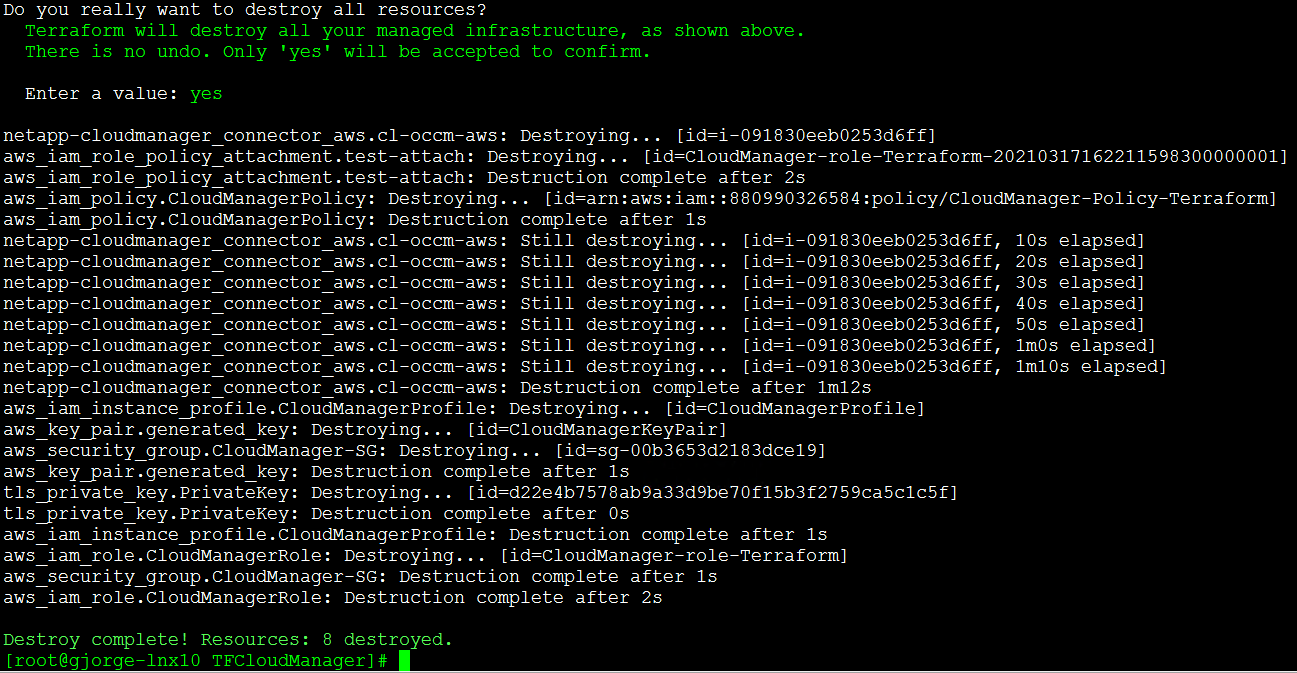 Do you really want to destroy all resources?
  Terraform will destroy all your managed infrastructure, as shown above.
  There is no undo. Only 'yes' will be accepted to confirm.

  Enter a value: yes

netapp-cloudmanager_connector_aws.cl-occm-aws: Destroying... [id=i-091830eeb0253d6ff]
aws_iam_role_policy_attachment.test-attach: Destroying... [id=CloudManager-role-Terraform-20210317162211598300000001]
aws_iam_role_policy_attachment.test-attach: Destruction complete after 2s
aws_iam_policy.CloudManagerPolicy: Destroying... [id=arn:aws:iam::880990326584:policy/CloudManager-Policy-Terraform]
aws_iam_policy.CloudManagerPolicy: Destruction complete after 1s
netapp-cloudmanager_connector_aws.cl-occm-aws: Still destroying... [id=i-091830eeb0253d6ff, 10s elapsed]
netapp-cloudmanager_connector_aws.cl-occm-aws: Still destroying... [id=i-091830eeb0253d6ff, 20s elapsed]
netapp-cloudmanager_connector_aws.cl-occm-aws: Still destroying... [id=i-091830eeb0253d6ff, 30s elapsed]
netapp-cloudmanager_connector_aws.cl-occm-aws: Still destroying... [id=i-091830eeb0253d6ff, 40s elapsed]
netapp-cloudmanager_connector_aws.cl-occm-aws: Still destroying... [id=i-091830eeb0253d6ff, 50s elapsed]
netapp-cloudmanager_connector_aws.cl-occm-aws: Still destroying... [id=i-091830eeb0253d6ff, 1m0s elapsed]
netapp-cloudmanager_connector_aws.cl-occm-aws: Still destroying... [id=i-091830eeb0253d6ff, 1m10s elapsed]
netapp-cloudmanager_connector_aws.cl-occm-aws: Destruction complete after 1m12s
aws_iam_instance_profile.CloudManagerProfile: Destroying... [id=CloudManagerProfile]
aws_key_pair.generated_key: Destroying... [id=CloudManagerKeyPair]
aws_security_group.CloudManager-SG: Destroying... [id=sg-00b3653d2183dce19]
aws_key_pair.generated_key: Destruction complete after 1s
tls_private_key.PrivateKey: Destroying... [id=d22e4b7578ab9a33d9be70f15b3f2759ca5c1c5f]
tls_private_key.PrivateKey: Destruction complete after 0s
aws_iam_instance_profile.CloudManagerProfile: Destruction complete after 1s
aws_iam_role.CloudManagerRole: Destroying... [id=CloudManager-role-Terraform]
aws_security_group.CloudManager-SG: Destruction complete after 1s
aws_iam_role.CloudManagerRole: Destruction complete after 2s

Destroy complete! Resources: 8 destroyed.
[root@gjorge-lnx10 TFCloudManager]#